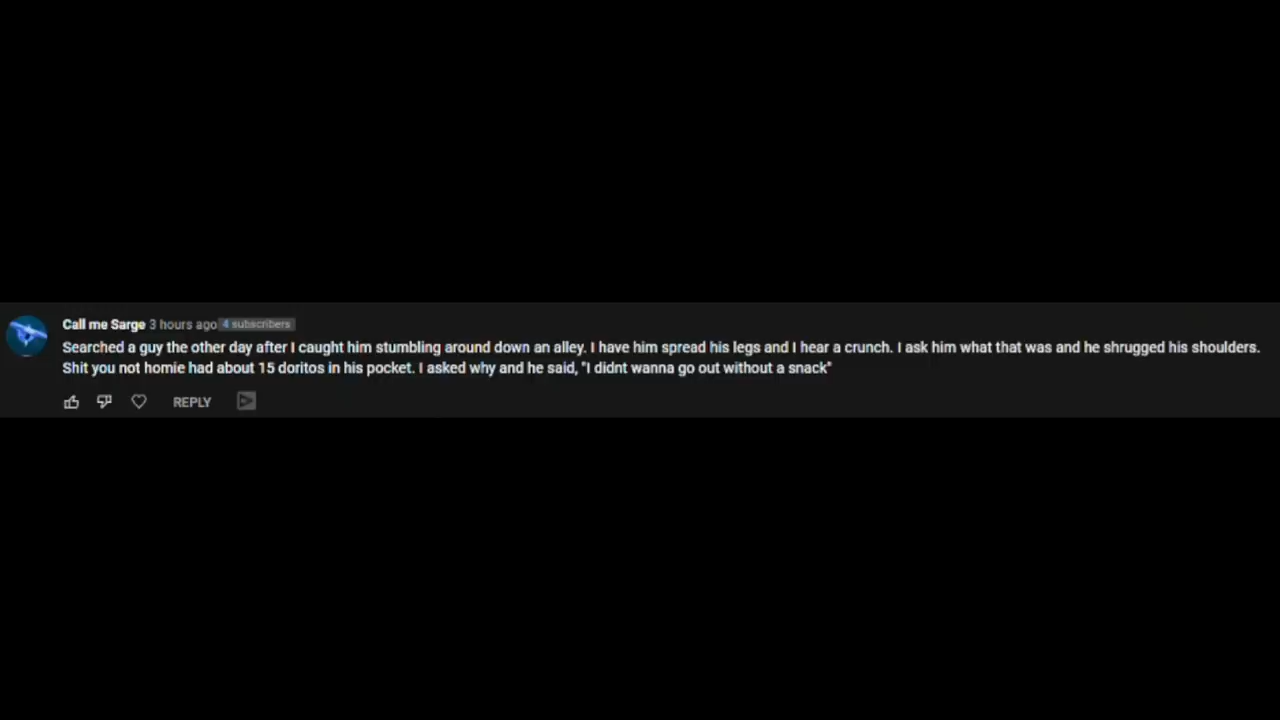 Call me Sarge 3 hours ago 4 subscribers
Searched a guy the other day after I caught him stumbling around down an alley. I have him spread his legs and I hear a crunch. I ask him what that was and he shrugged his shoulders.
Shit you not homie had about 15 doritos in his pocket. I asked why and he said, "I didnt wanna go out without a snack"
REPLY